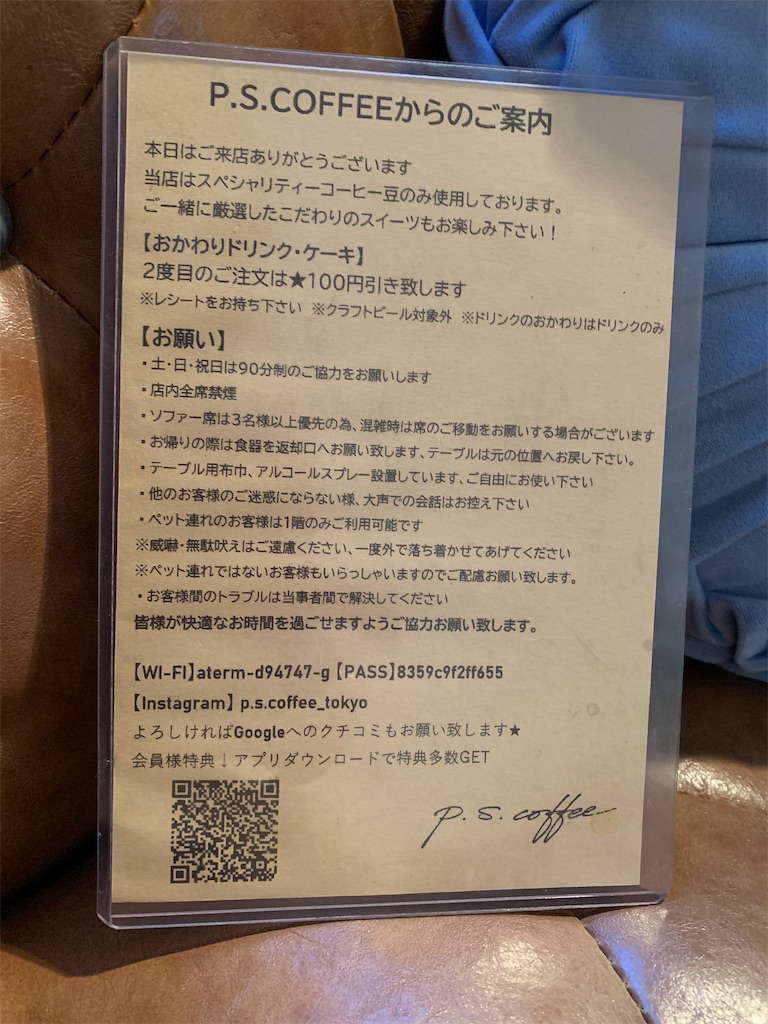 P.S.COFFEEからのご案内
本日はご来店ありがとうございます
当店はスペシャリティーコーヒー豆のみ使用しております。
ご一緒に厳選したこだわりのスイーツもお楽しみ下さい！
【おかわりドリンク・ケーキ】
2度目のご注文は★100円引き致します
※レシートをお持ち下さい ※クラフトビール対象外 ※ドリンクのおかわりはドリンクのみ
【お願い】
・土・日・祝日は90分制のご協力をお願いします
・店内全席禁煙
・ソファー席は3名様以上優先の為、混雑時は席のご移動をお願いする場合がございます
・お帰りの際は食器を返却口へお願い致します、テーブルは元の位置へお戻し下さい。
・テーブル用布巾、アルコールスプレー設置しています、ご自由にお使い下さい
・他のお客様のご迷惑にならない様、大声での会話はお控え下さい
・ペット連れのお客様は1階のみご利用可能です
※威嚇・無駄吠えはご遠慮ください、一度外で落ち着かせてあげてください
※ペット連れではないお客様もいらっしゃいますのでご配慮お願い致します。
・お客様間のトラブルは当事者間で解決してください
皆様が快適なお時間を過ごせますようご協力お願い致します。
【WI-FI】aterm-d94747-g 【PASS】8359c9f2ff655
【Instagram】 p.s.coffee_tokyo
よろしければGoogleへのクチコミもお願い致します★
会員様特典↓アプリダウンロードで特典多数GET
p.s.coffee